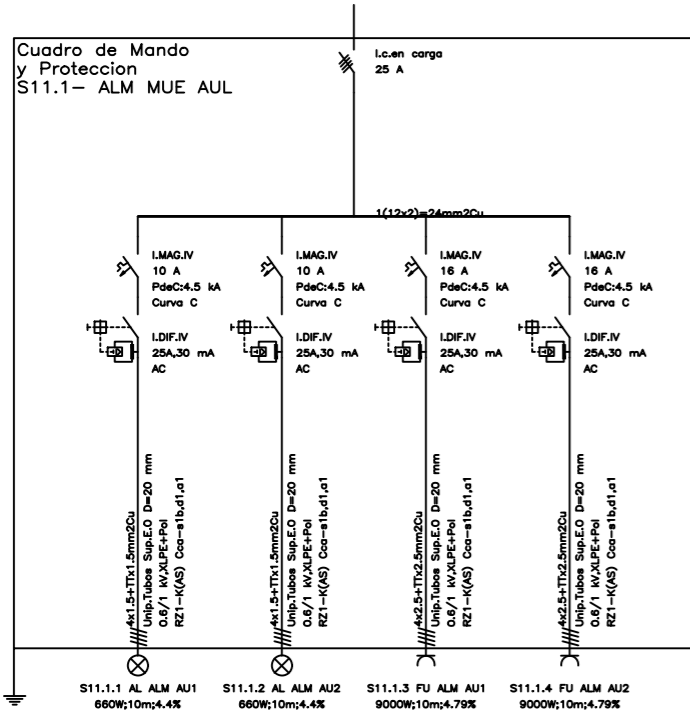 Cuadro de Mando
y Proteccion
S11.1- ALM MUE AUL
I.c.en carga
25 A
1(12x2)=24mm2Cu
I.MAG.IV
10 A
PdeC:4.5 kA
Curva C
I.DIF.IV
25A,30 mA
AC
4x1.5+TTx1.5mm2Cu
Unip.Tubos Sup.E.O D=20 mm
0.6/1 kV,XLPE+Pol
RZ1-K(AS) Cca-s1b,d1,a1
S11.1.1 AL ALM AU1
660W;10m;4.4%
I.MAG.IV
10 A
PdeC:4.5 kA
Curva C
I.DIF.IV
25A,30 mA
AC
4x1.5+TTx1.5mm2Cu
Unip.Tubos Sup.E.O D=20 mm
0.6/1 kV,XLPE+Pol
RZ1-K(AS) Cca-s1b,d1,a1
S11.1.2 AL ALM AU2
660W;10m;4.4%
I.MAG.IV
16 A
PdeC:4.5 kA
Curva C
I.DIF.IV
25A,30 mA
AC
4x2.5+TTx2.5mm2Cu
Unip.Tubos Sup.E.O D=20 mm
0.6/1 kV,XLPE+Pol
RZ1-K(AS) Cca-s1b,d1,a1
S11.1.3 FU ALM AU1
9000W;10m;4.79%
I.MAG.IV
16 A
PdeC:4.5 kA
Curva C
I.DIF.IV
25A,30 mA
AC
4x2.5+TTx2.5mm2Cu
Unip.Tubos Sup.E.O D=20 mm
0.6/1 kV,XLPE+Pol
RZ1-K(AS) Cca-s1b,d1,a1
S11.1.4 FU ALM AU2
9000W;10m;4.79%